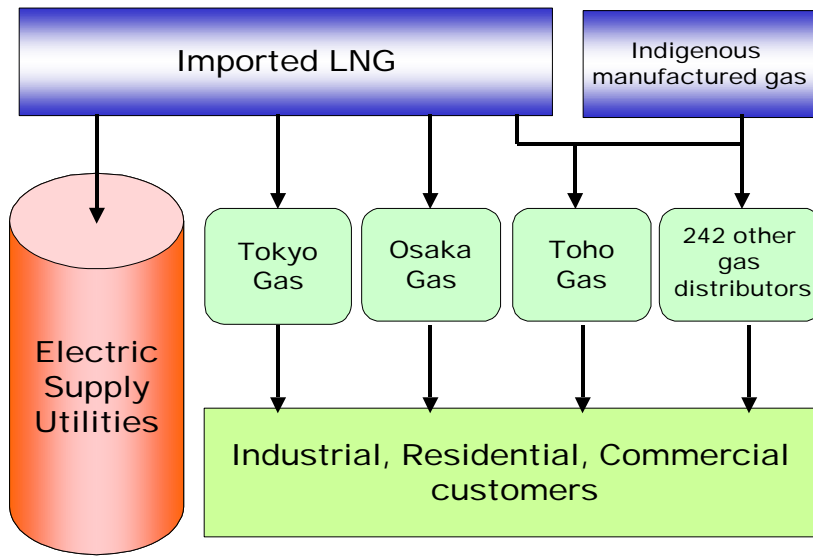 Imported LNG
Indigenous
manufactured gas
Tokyo
Gas
Osaka
Gas
Toho
Gas
242 other
gas
distributors
Electric
Supply
Utilities
Industrial, Residential, Commercial
customers